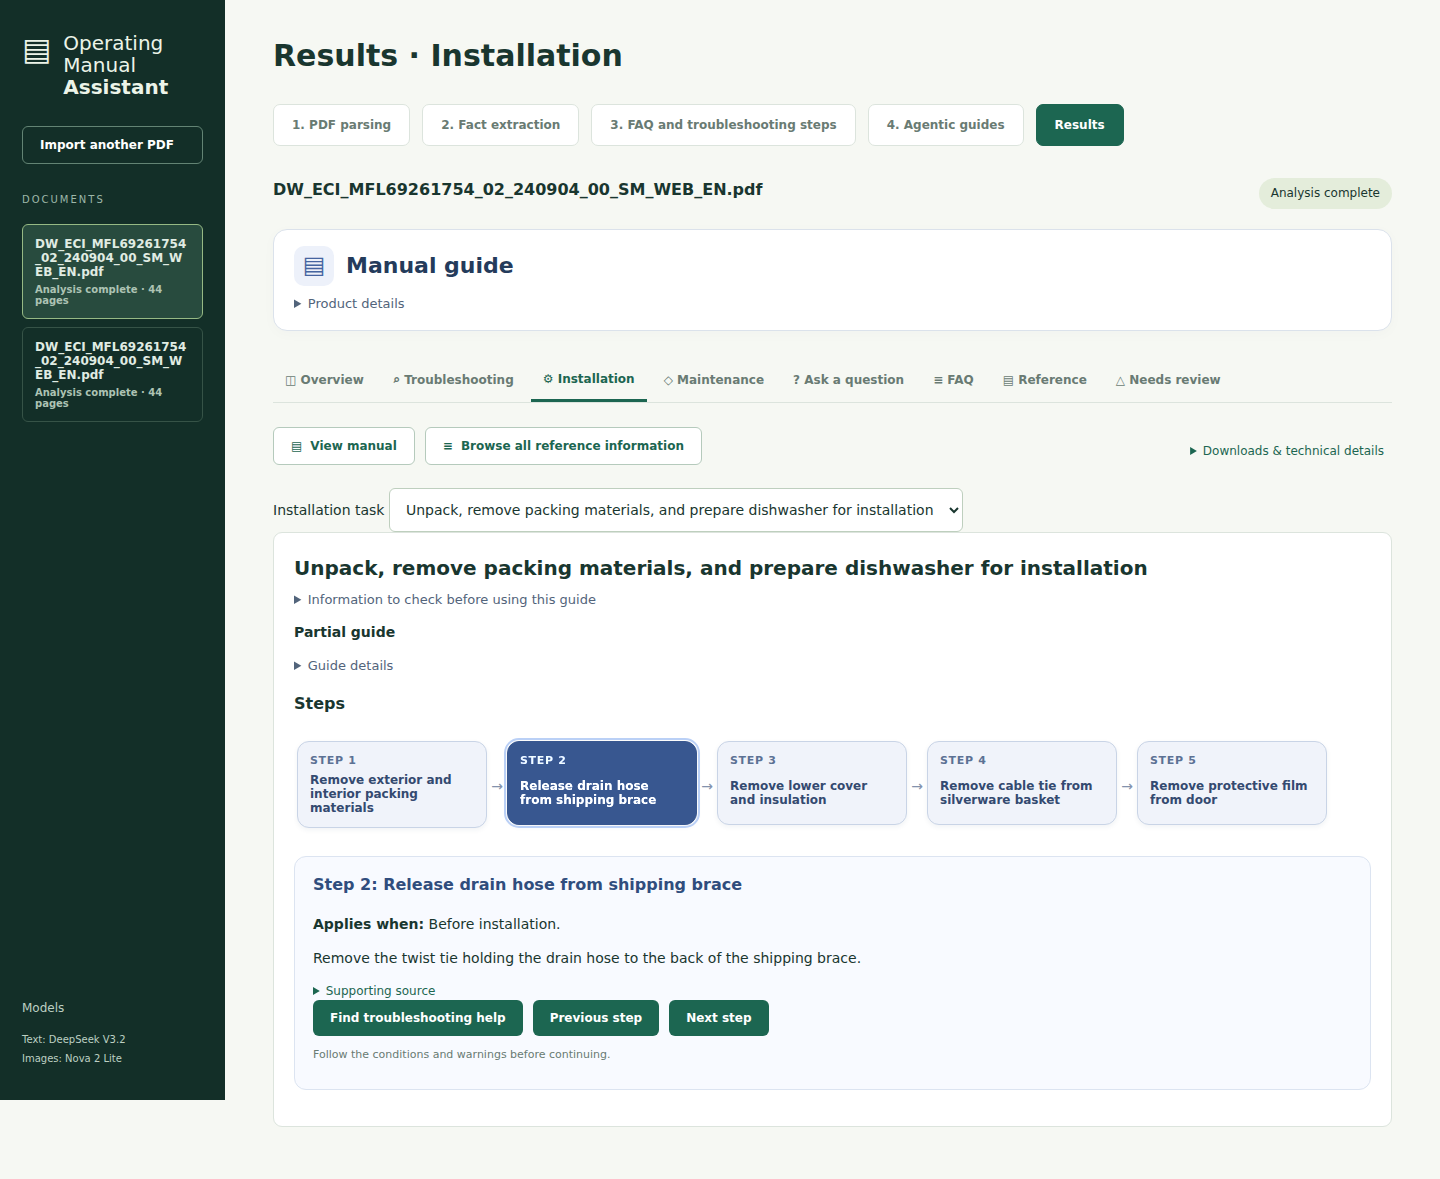 Operating
Manual
Assistant
Import another PDF
DOCUMENTS
DW_ECI_MFL69261754
_02_240904_00_SM_W
EB_EN.pdf
Analysis complete · 44
pages
DW_ECI_MFL69261754
_02_240904_00_SM_W
EB_EN.pdf
Analysis complete · 44
pages
Models
Text: DeepSeek V3.2
Images: Nova 2 Lite
Results · Installation
1. PDF parsing
2. Fact extraction
3. FAQ and troubleshooting steps
4. Agentic guides
Results
DW_ECI_MFL69261754_02_240904_00_SM_WEB_EN.pdf
Analysis complete
Manual guide
Product details
Overview
Troubleshooting
Installation
Maintenance
? Ask a question
FAQ
Reference
Needs review
View manual
Browse all reference information
Downloads & technical details
Installation task
Unpack, remove packing materials, and prepare dishwasher for installation
Unpack, remove packing materials, and prepare dishwasher for installation
Information to check before using this guide
Partial guide
Guide details
Steps
STEP 1
Remove exterior and
interior packing
materials
→
STEP 2
Release drain hose
from shipping brace
→
STEP 3
Remove lower cover
and insulation
→
STEP 4
Remove cable tie from
silverware basket
→
STEP 5
Remove protective film
from door
Step 2: Release drain hose from shipping brace
Applies when: Before installation.
Remove the twist tie holding the drain hose to the back of the shipping brace.
Supporting source
Find troubleshooting help
Previous step
Next step
Follow the conditions and warnings before continuing.